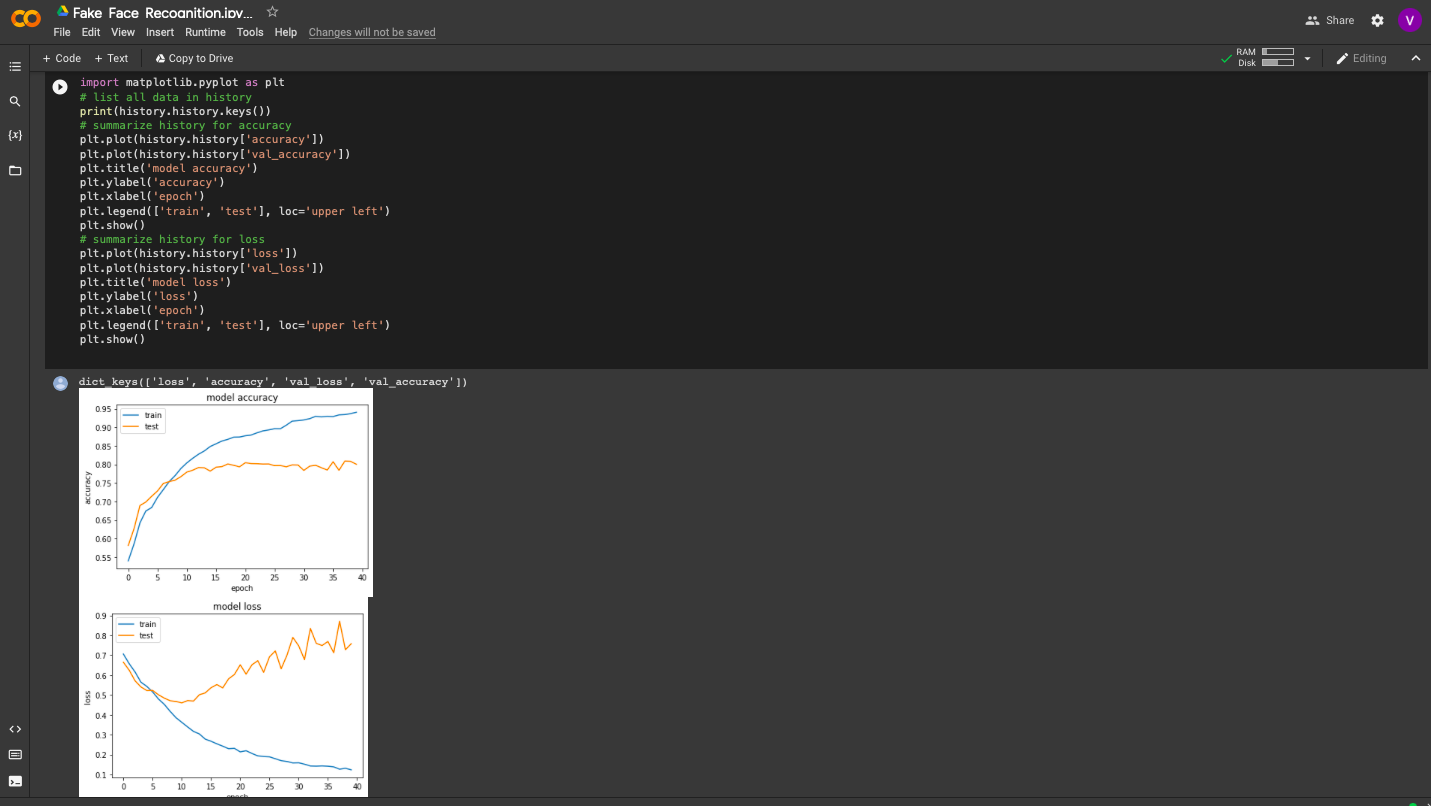 Fake Face Recognition.ipy...
File Edit View Insert Runtime Tools Help Changes will not be saved
Share
V
+ Code + Text Copy to Drive
RAM
Disk
Editing
{x}
import matplotlib.pyplot as plt
# list all data in history
print(history.history.keys())
# summarize history for accuracy
plt.plot(history.history['accuracy'])
plt.plot(history.history['val_accuracy'])
plt.title('model accuracy')
plt.ylabel('accuracy')
plt.xlabel('epoch')
plt.legend(['train', 'test'], loc='upper left')
plt.show()
# summarize history for loss
plt.plot(history.history['loss'])
plt.plot(history.history['val_loss'])
plt.title('model loss')
plt.ylabel('loss')
plt.xlabel('epoch')
plt.legend(['train', 'test'], loc='upper left')
plt.show()
dict_keys(['loss', 'accuracy', 'val_loss', 'val_accuracy'])
model accuracy
train
test
0.95
0.90
0.85
0.80
0.75
0.70
0.65
0.60
0.55
accuracy
0 5 10 15 20 25 30 35 40
epoch
model loss
train
test
0.9
0.8
0.7
0.6
0.5
0.4
0.3
0.2
0.1
loss
0 5 10 15 20 25 30 35 40
epoch